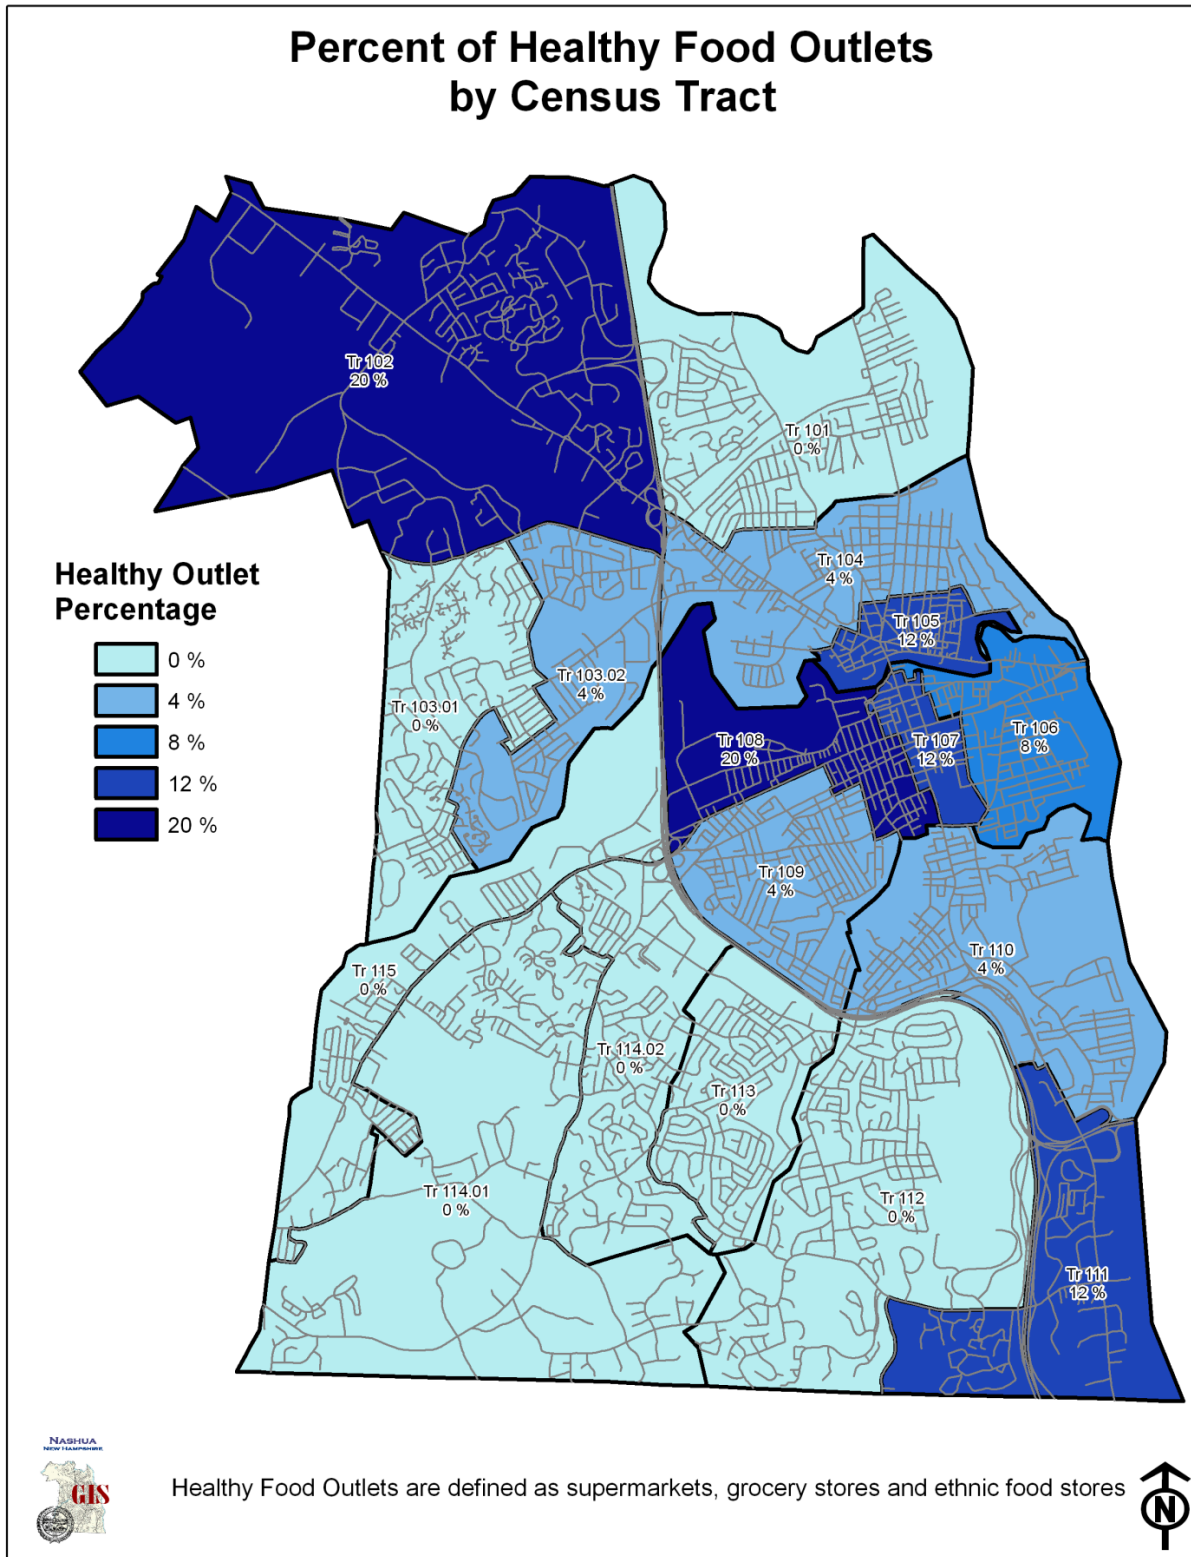 Percent of Healthy Food Outlets
by Census Tract
Tr 102
20 %
Tr 101
0 %
Tr 104
4 %
Healthy Outlet
Percentage
0 %
4 %
8 %
12 %
20 %
Tr 105
12 %
Tr 103.02
4 %
Tr 103.01
0 %
Tr 108
20 %
Tr 107
12 %
Tr 106
8 %
Tr 109
4 %
Tr 110
4 %
Tr 115
0 %
Tr 114.02
0 %
Tr 113
0 %
Tr 114.01
0 %
Tr 112
0 %
Tr 111
12 %
NASHUA
NEW HAMPSHIRE
GIS
Healthy Food Outlets are defined as supermarkets, grocery stores and ethnic food stores
N